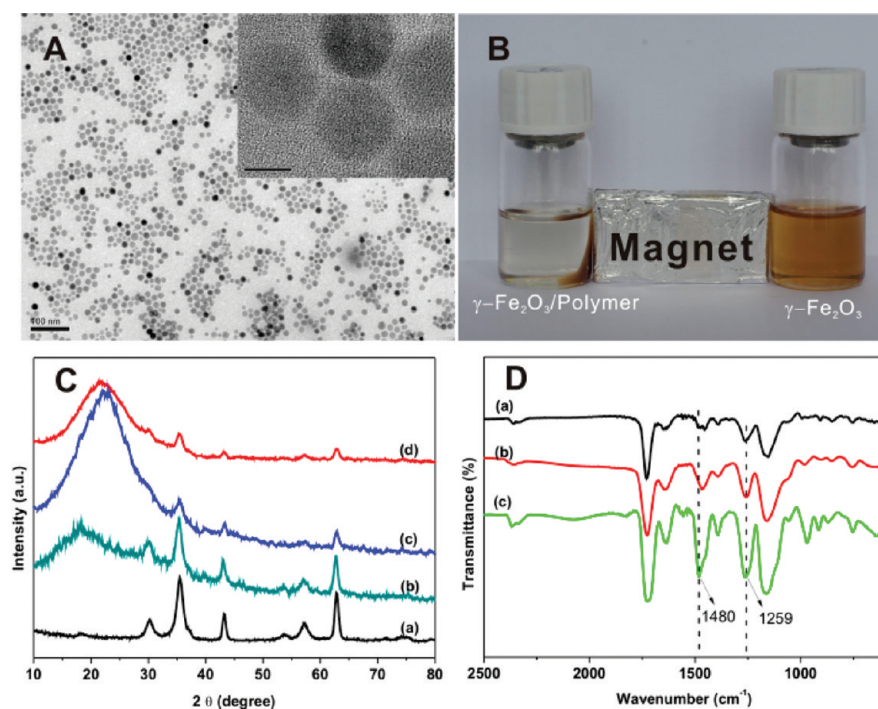 A
100 nm
B
Magnet
γ–Fe₂O₃/Polymer
γ–Fe₂O₃
C
(d)
(c)
(b)
(a)
Intensity (a.u.)
10 20 30 40 50 60 70 80
2 θ (degree)
D
(a)
(b)
(c)
1480
1259
Transmittance (%)
2500 2000 1500 1000
Wavenumber (cm⁻¹)